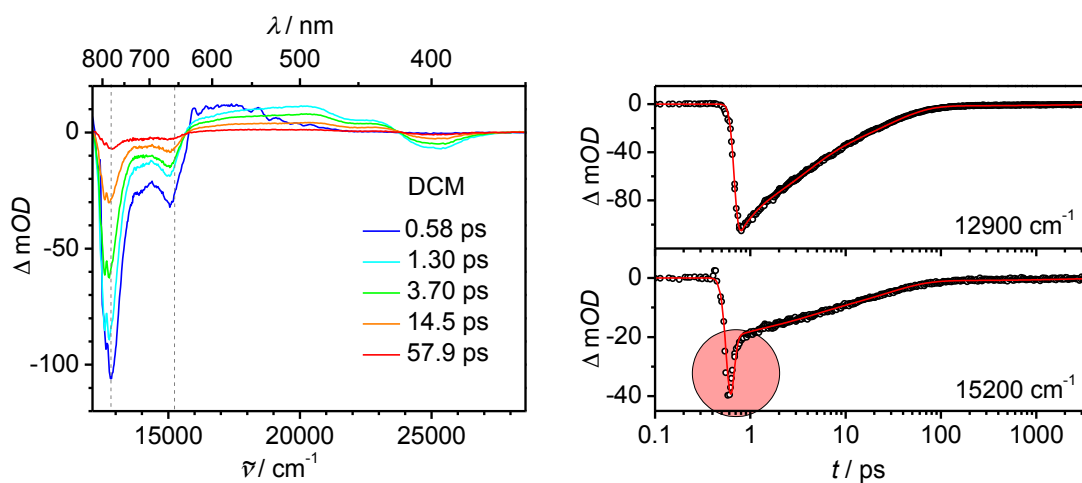 λ / nm
800 700 600 500 400
0
-50
-100
Δ mOD
DCM
0.58 ps
1.30 ps
3.70 ps
14.5 ps
57.9 ps
15000 20000 25000
ν̃ / cm⁻¹
0
-40
-80
Δ mOD
12900 cm⁻¹
0
-20
-40
Δ mOD
15200 cm⁻¹
0.1 1 10 100 1000
t / ps